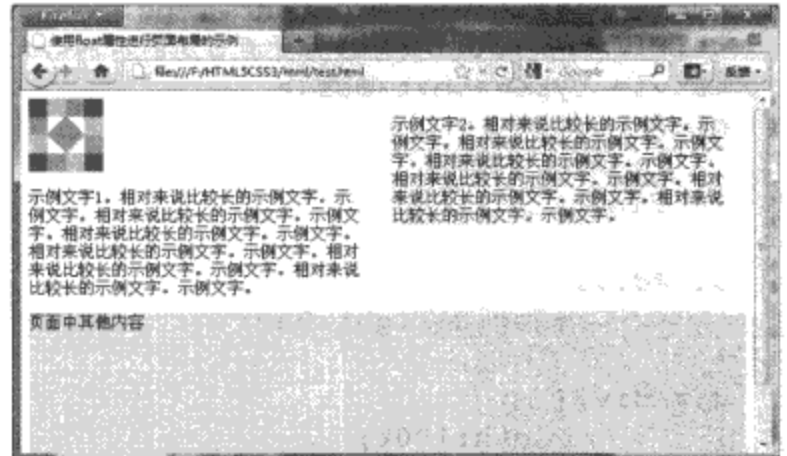 使用float属性进行页面布局的示例
file:///F:/HTML5CSS3/html/test.html
Google
反馈
示例文字1。相对来说比较长的示例文字。示
例文字。相对来说比较长的示例文字。示例文
字。相对来说比较长的示例文字。示例文字。
相对来说比较长的示例文字。示例文字。相对
来说比较长的示例文字。示例文字。相对来说
比较长的示例文字。示例文字。
示例文字2。相对来说比较长的示例文字。示
例文字。相对来说比较长的示例文字。示例文
字。相对来说比较长的示例文字。示例文字。
相对来说比较长的示例文字。示例文字。相对
来说比较长的示例文字。示例文字。相对来说
比较长的示例文字。示例文字。
页面中其他内容